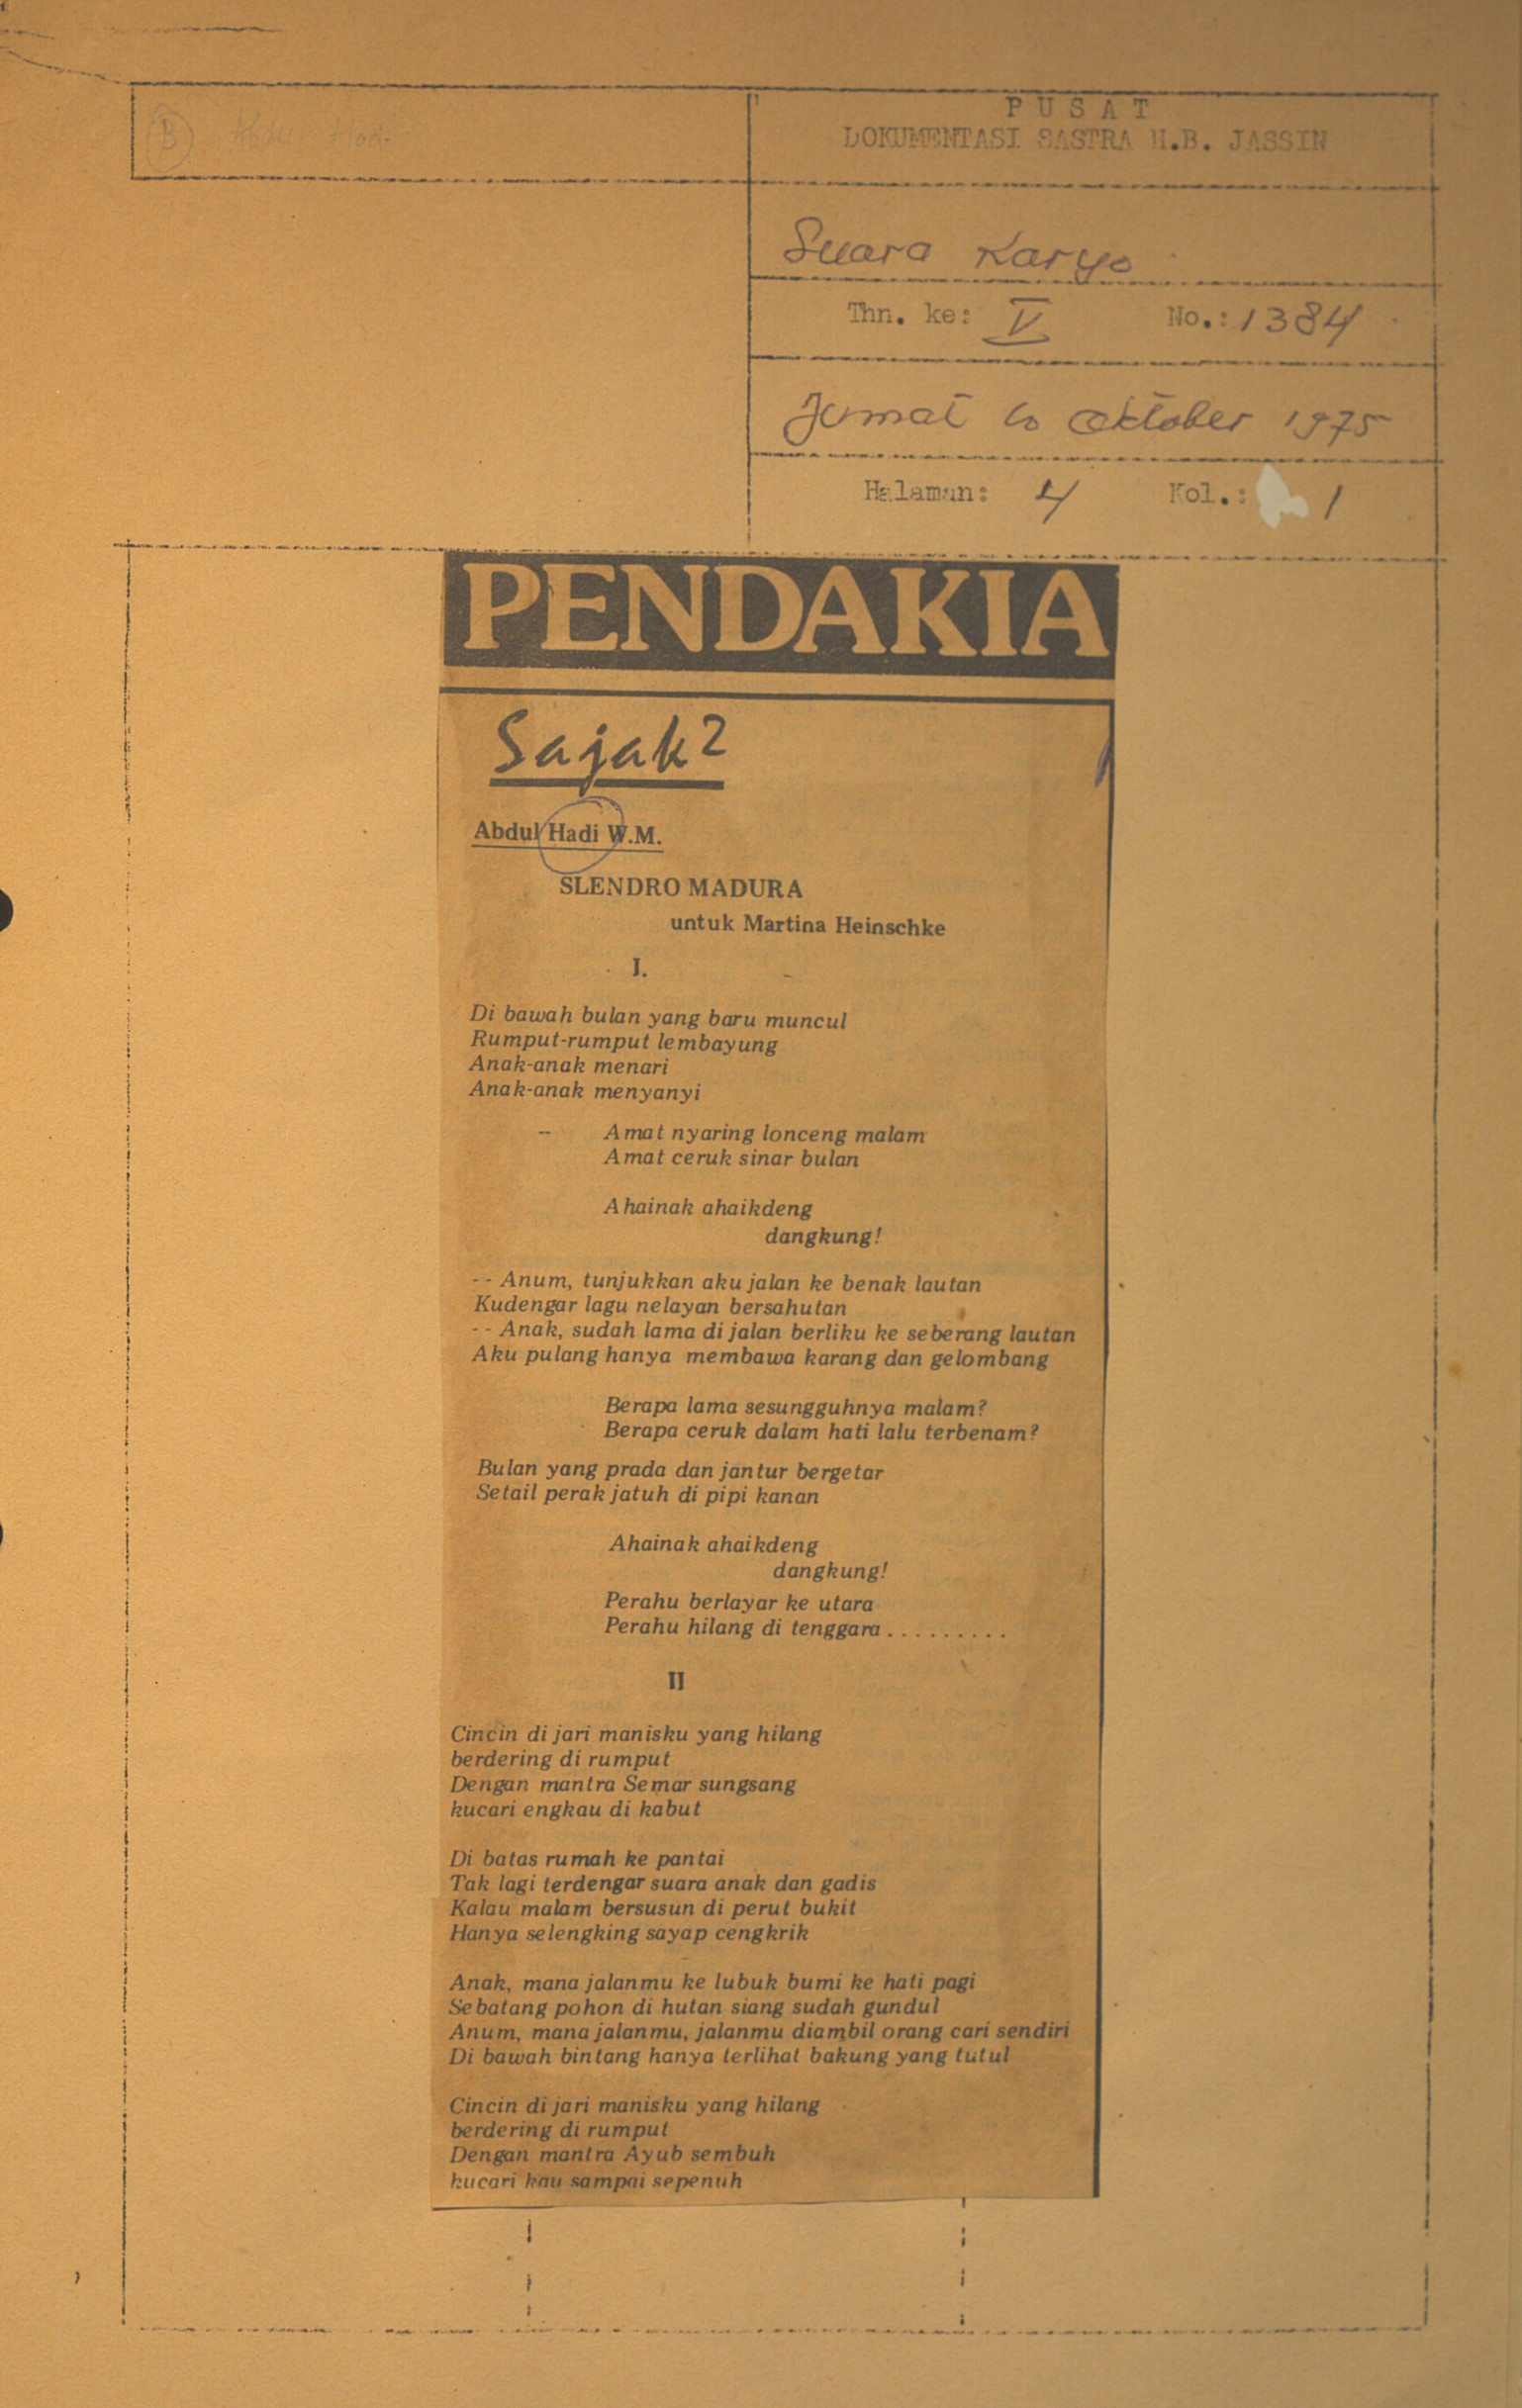 B Abdul Hadi
PUSAT
DOKUMENTASI SASTRA H.B. JASSIN
Suara Karya
Thn. ke: V No.: 1384
Jumat 10 Oktober 1975
Halaman: 4 Kol.: 1
PENDAKIA
Sajak2
Abdul Hadi W.M.
SLENDRO MADURA
untuk Martina Heinschke
I.
Di bawah bulan yang baru muncul
Rumput-rumput lembayung
Anak-anak menari
Anak-anak menyanyi
-- Amat nyaring lonceng malam
Amat ceruk sinar bulan
Ahainak ahaikdeng
dangkung!
-- Anum, tunjukkan aku jalan ke benak lautan
Kudengar lagu nelayan bersahutan
-- Anak, sudah lama di jalan berliku ke seberang lautan
Aku pulang hanya membawa karang dan gelombang
Berapa lama sesungguhnya malam?
Berapa ceruk dalam hati lalu terbenam?
Bulan yang prada dan jantur bergetar
Setail perak jatuh di pipi kanan
Ahainak ahaikdeng
dangkung!
Perahu berlayar ke utara
Perahu hilang di tenggara.........
II
Cincin di jari manisku yang hilang
berdering di rumput
Dengan mantra Semar sungsang
kucari engkau di kabut
Di batas rumah ke pantai
Tak lagi terdengar suara anak dan gadis
Kalau malam bersusun di perut bukit
Hanya selengking sayap cengkrik
Anak, mana jalanmu ke lubuk bumi ke hati pagi
Sebatang pohon di hutan siang sudah gundul
Anum, mana jalanmu, jalanmu diambil orang cari sendiri
Di bawah bintang hanya terlihat bakung yang tutul
Cincin di jari manisku yang hilang
berdering di rumput
Dengan mantra Ayub sembuh
kucari kau sampai sepenuh